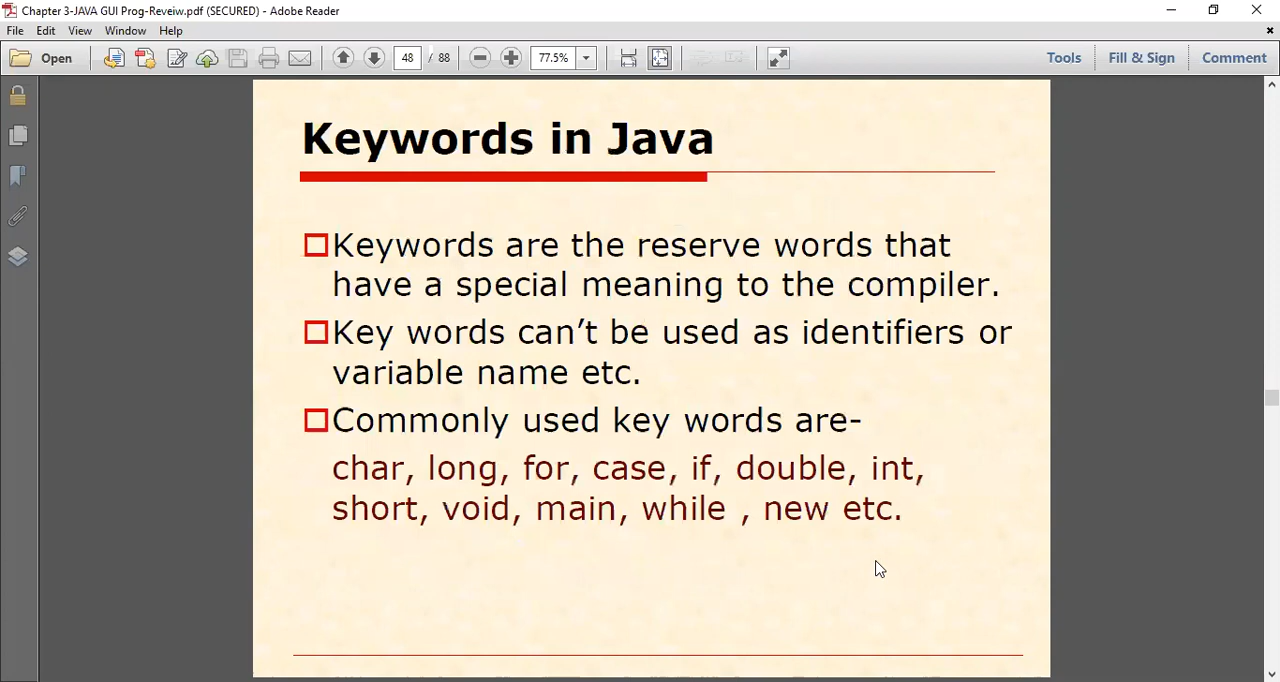 Chapter 3-JAVA GUI Prog-Reveiw.pdf (SECURED) - Adobe Reader
File Edit View Window Help
Open 48 / 88 77.5% Tools Fill & Sign Comment
Keywords in Java
Keywords are the reserve words that
have a special meaning to the compiler.
Key words can’t be used as identifiers or
variable name etc.
Commonly used key words are-
char, long, for, case, if, double, int,
short, void, main, while , new etc.